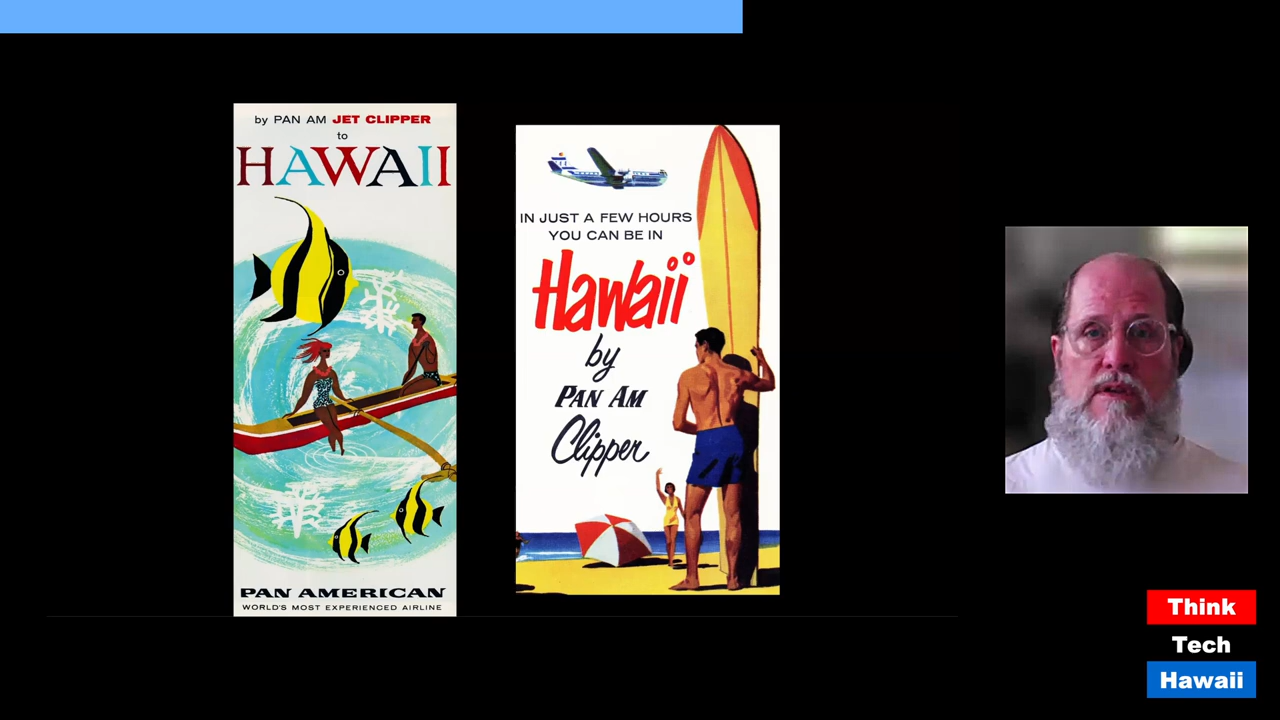 by PAN AM JET CLIPPER
to
HAWAII
PAN AMERICAN
WORLD'S MOST EXPERIENCED AIRLINE
IN JUST A FEW HOURS
YOU CAN BE IN
Hawaii
by
PAN AM
Clipper
Think
Tech
Hawaii